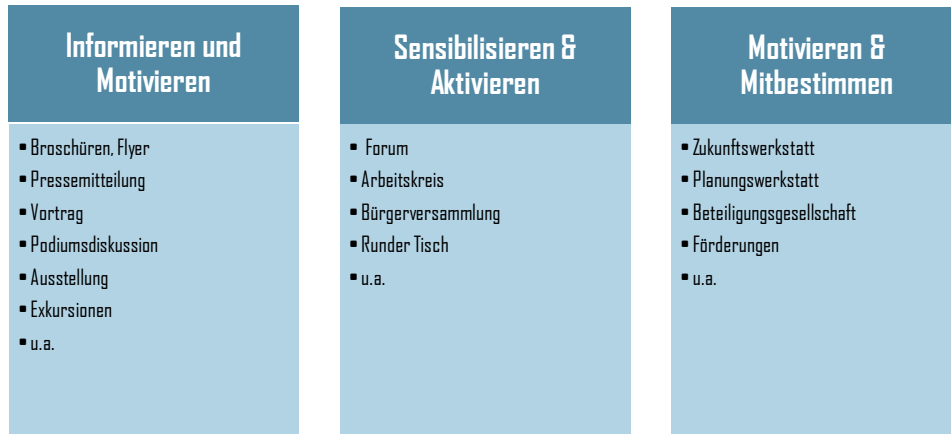 Informieren und
Motivieren
▪ Broschüren, Flyer
▪ Pressemitteilung
▪ Vortrag
▪ Podiumsdiskussion
▪ Ausstellung
▪ Exkursionen
▪ u.a.
Sensibilisieren &
Aktivieren
▪ Forum
▪ Arbeitskreis
▪ Bürgerversammlung
▪ Runder Tisch
▪ u.a.
Motivieren &
Mitbestimmen
▪ Zukunftswerkstatt
▪ Planungswerkstatt
▪ Beteiligungsgesellschaft
▪ Förderungen
▪ u.a.